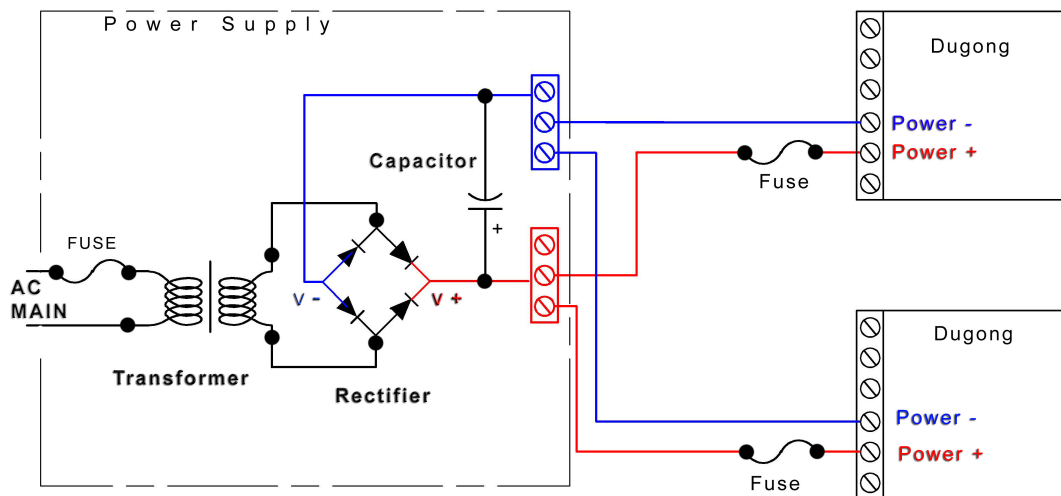 Power Supply
Dugong
Power -
Power +
Fuse
Capacitor
+
FUSE
AC
MAIN
V -
V +
Transformer
Rectifier
Dugong
Power -
Power +
Fuse